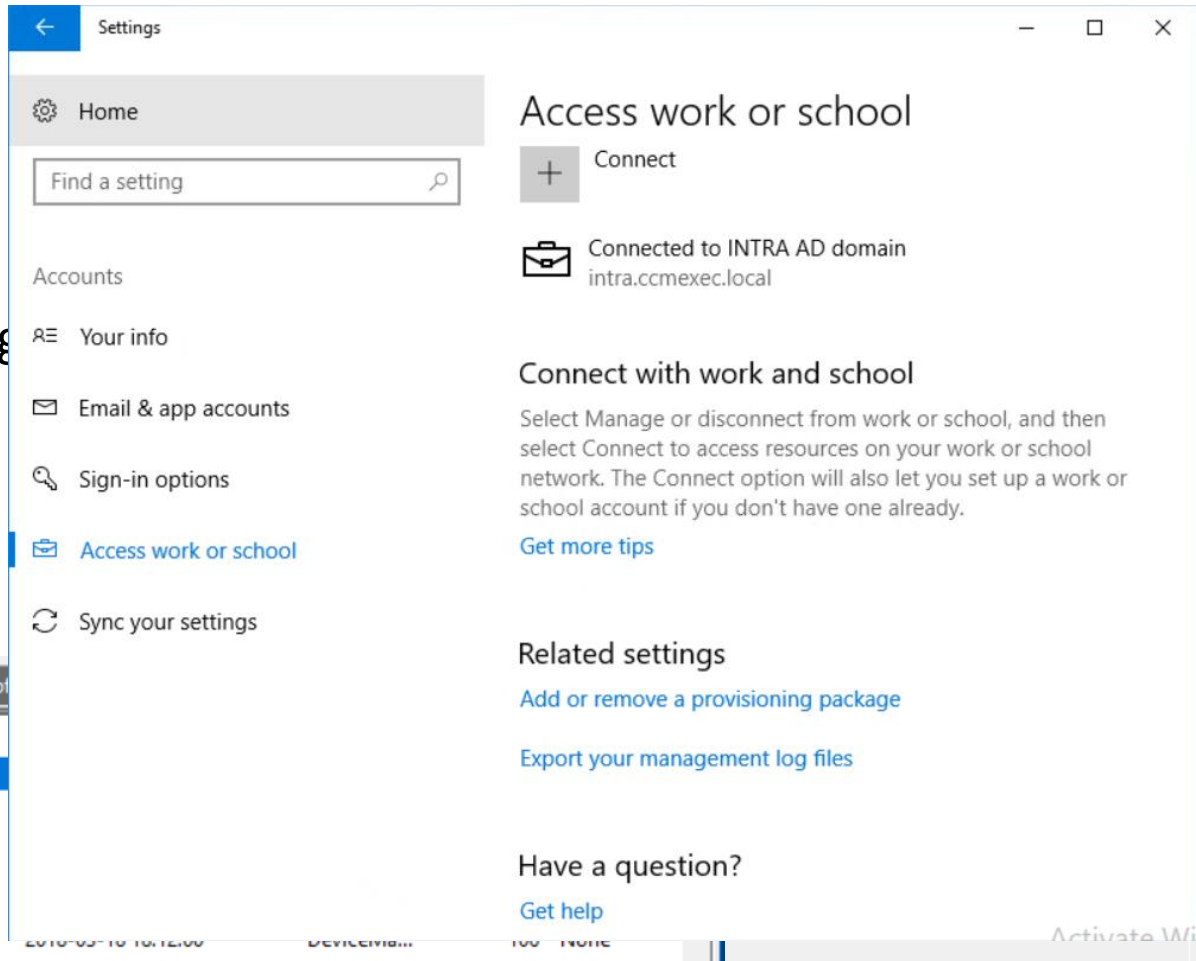 Settings
Home
Find a setting
Accounts
Your info
Email & app accounts
Sign-in options
Access work or school
Sync your settings
Access work or school
Connect
Connected to INTRA AD domain
intra.ccmexec.local
Connect with work and school
Select Manage or disconnect from work or school, and then
select Connect to access resources on your work or school
network. The Connect option will also let you set up a work or
school account if you don't have one already.
Get more tips
Related settings
Add or remove a provisioning package
Export your management log files
Have a question?
Get help
Activate Wi
100 None